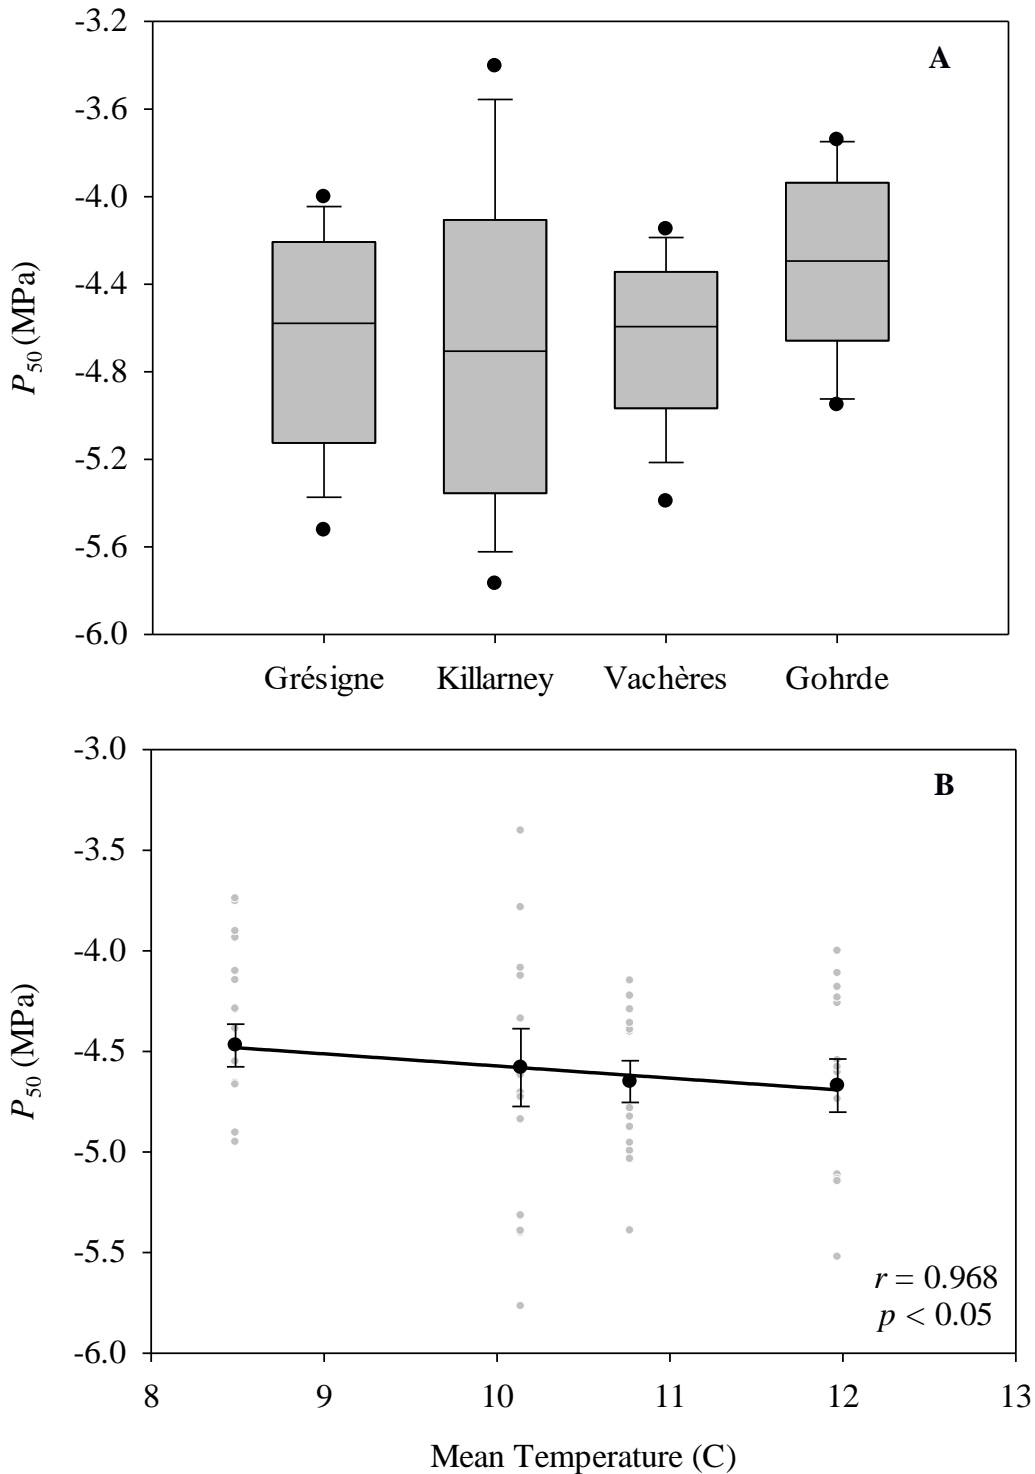 A
-3.2
-3.6
-4.0
-4.4
-4.8
-5.2
-5.6
-6.0
P50 (MPa)
Grésigne Killarney Vachères Gohrde
B
-3.0
-3.5
-4.0
-4.5
-5.0
-5.5
-6.0
P50 (MPa)
r = 0.968
p < 0.05
8 9 10 11 12 13
Mean Temperature (C)